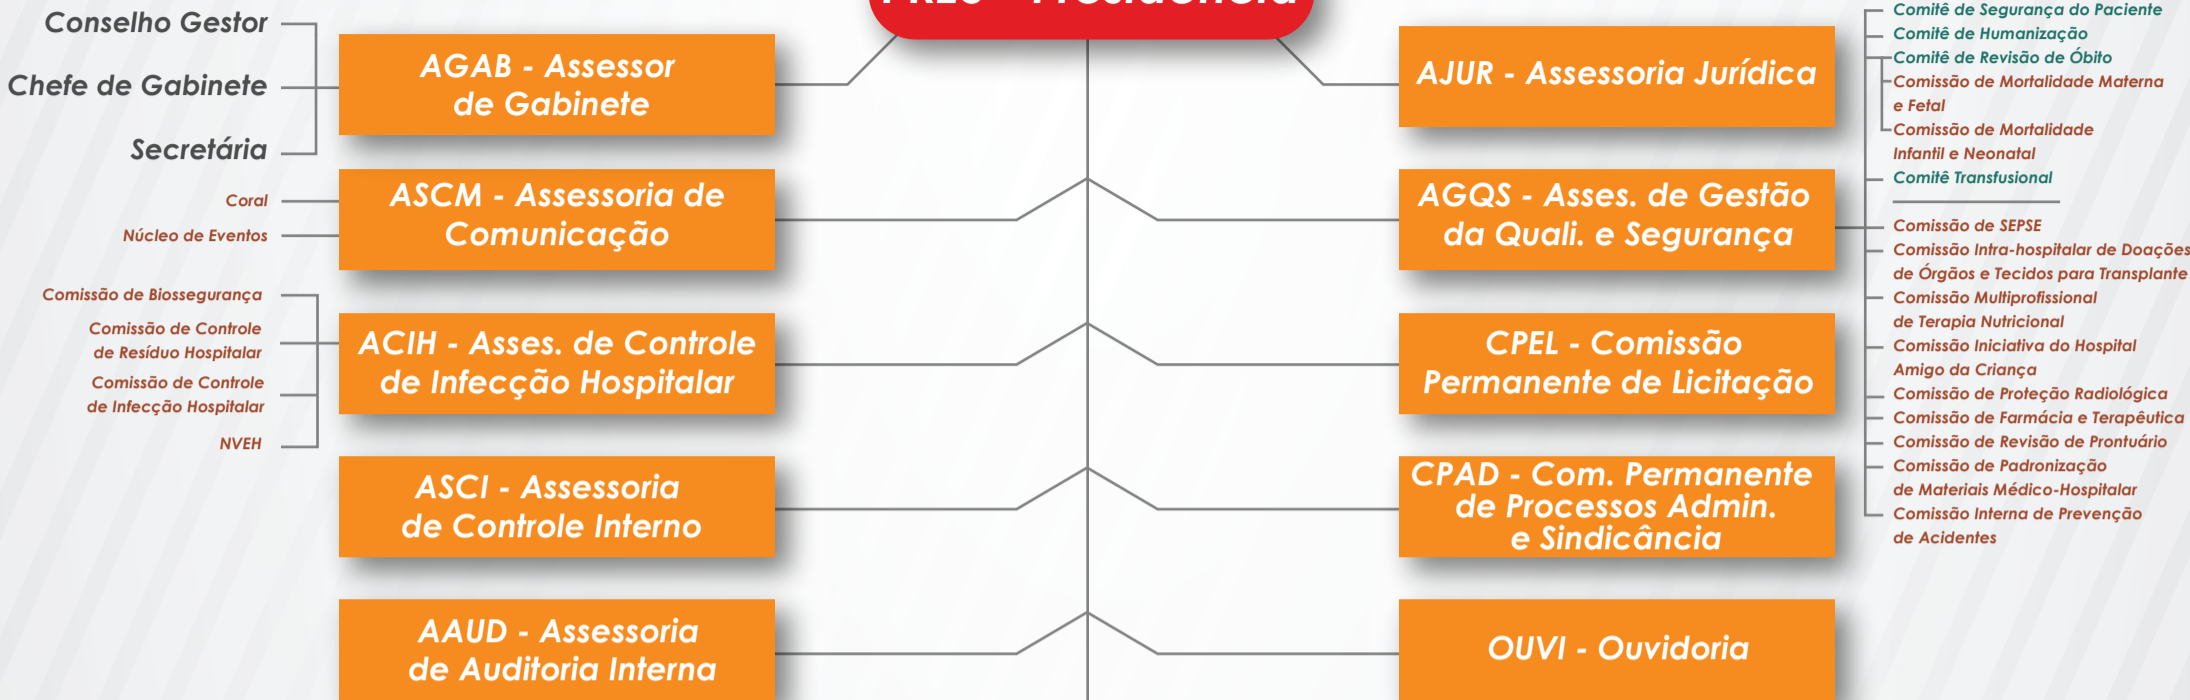 PRES - Presidência
Conselho Gestor
Chefe de Gabinete
Secretária
AGAB - Assessor
de Gabinete
Coral
Núcleo de Eventos
ASCM - Assessoria de
Comunicação
Comissão de Biossegurança
Comissão de Controle
de Resíduo Hospitalar
Comissão de Controle
de Infecção Hospitalar
NVEH
ACIH - Asses. de Controle
de Infecção Hospitalar
ASCI - Assessoria
de Controle Interno
AAUD - Assessoria
de Auditoria Interna
AJUR - Assessoria Jurídica
AGQS - Asses. de Gestão
da Quali. e Segurança
Comitê de Segurança do Paciente
Comitê de Humanização
Comitê de Revisão de Óbito
Comissão de Mortalidade Materna
e Fetal
Comissão de Mortalidade
Infantil e Neonatal
Comitê Transfusional
Comissão de SEPSE
Comissão Intra-hospitalar de Doações
de Órgãos e Tecidos para Transplante
Comissão Multiprofissional
de Terapia Nutricional
Comissão Iniciativa do Hospital
Amigo da Criança
Comissão de Proteção Radiológica
Comissão de Farmácia e Terapêutica
Comissão de Revisão de Prontuário
Comissão de Padronização
de Materiais Médico-Hospitalar
Comissão Interna de Prevenção
de Acidentes
CPEL - Comissão
Permanente de Licitação
CPAD - Com. Permanente
de Processos Admin.
e Sindicância
OUVI - Ouvidoria